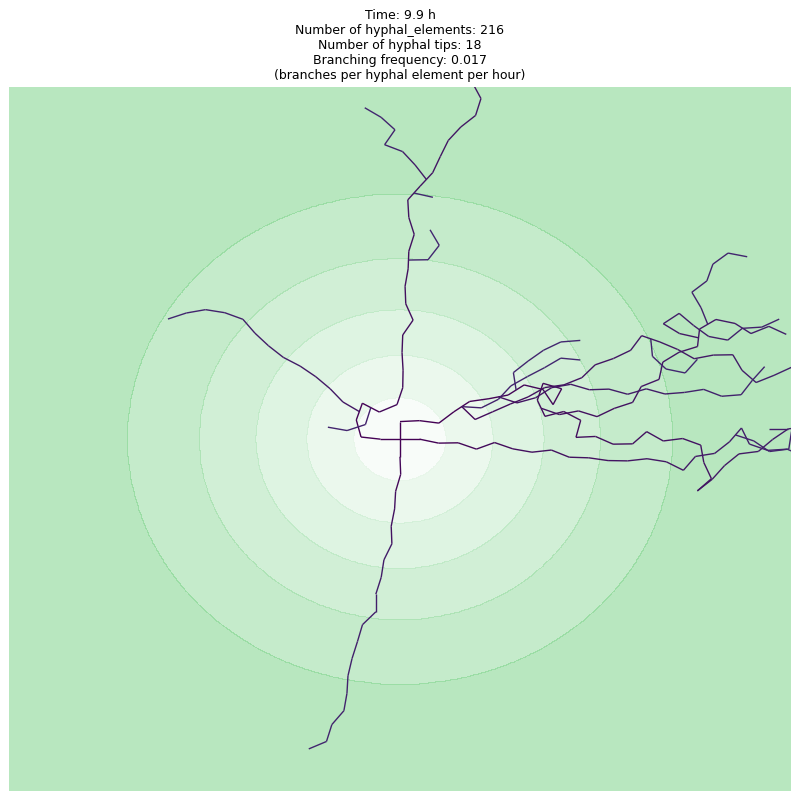 Time: 9.9 h
Number of hyphal_elements: 216
Number of hyphal tips: 18
Branching frequency: 0.017
(branches per hyphal element per hour)